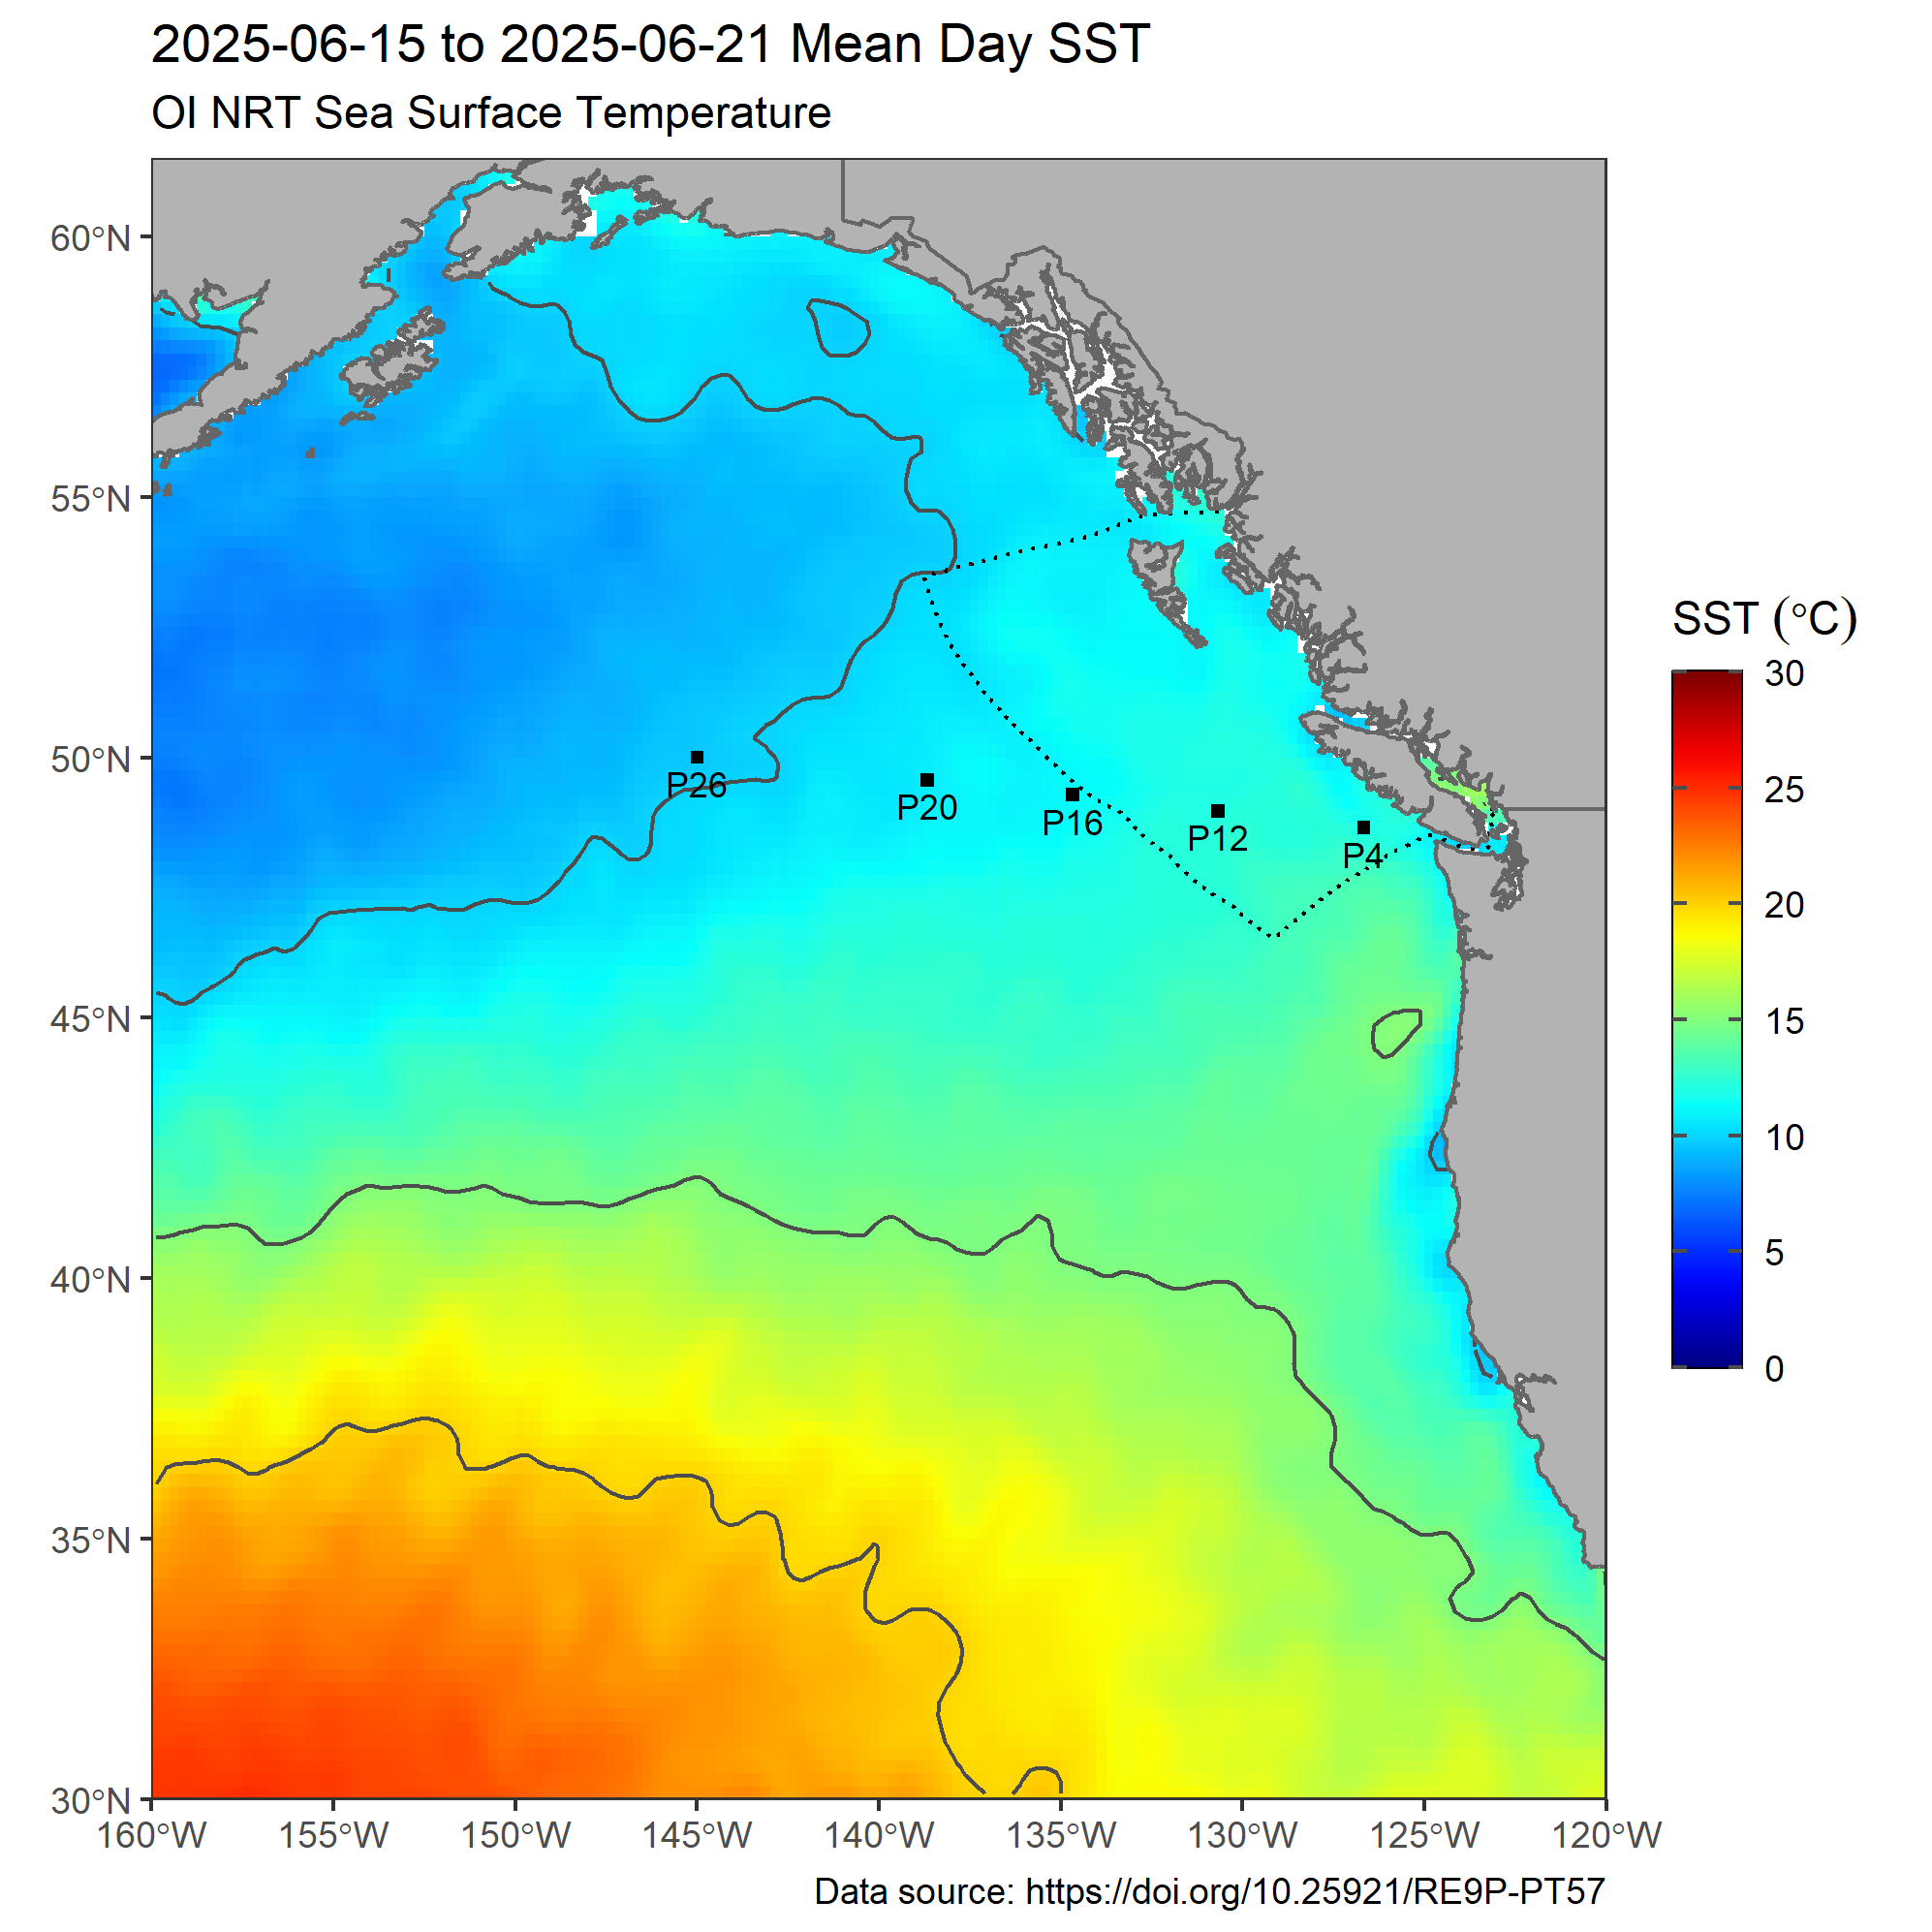 2025-06-15 to 2025-06-21 Mean Day SST
OI NRT Sea Surface Temperature
60°N
55°N
50°N
45°N
40°N
35°N
30°N
P26
P20
P16
P12
P4
160°W
155°W
150°W
145°W
140°W
135°W
130°W
125°W
120°W
SST (°C)
30
25
20
15
10
5
0
Data source: https://doi.org/10.25921/RE9P-PT57